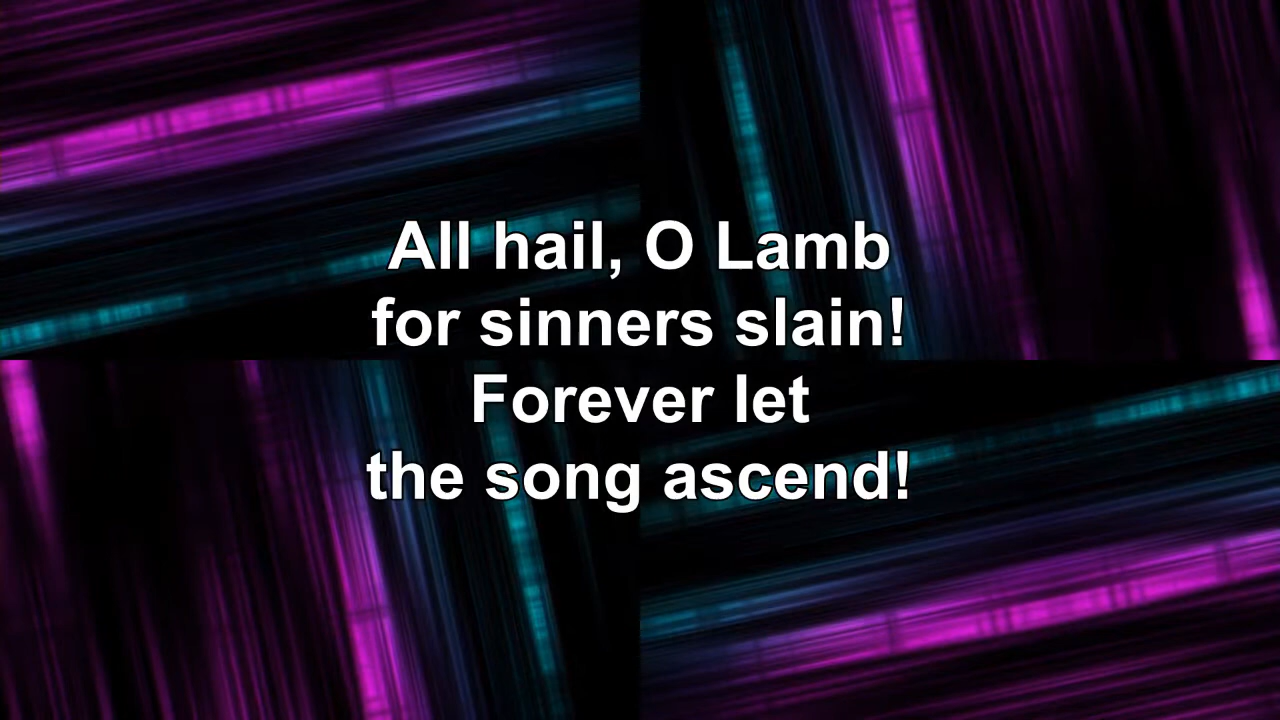 All hail, O Lamb
for sinners slain!
Forever let
the song ascend!